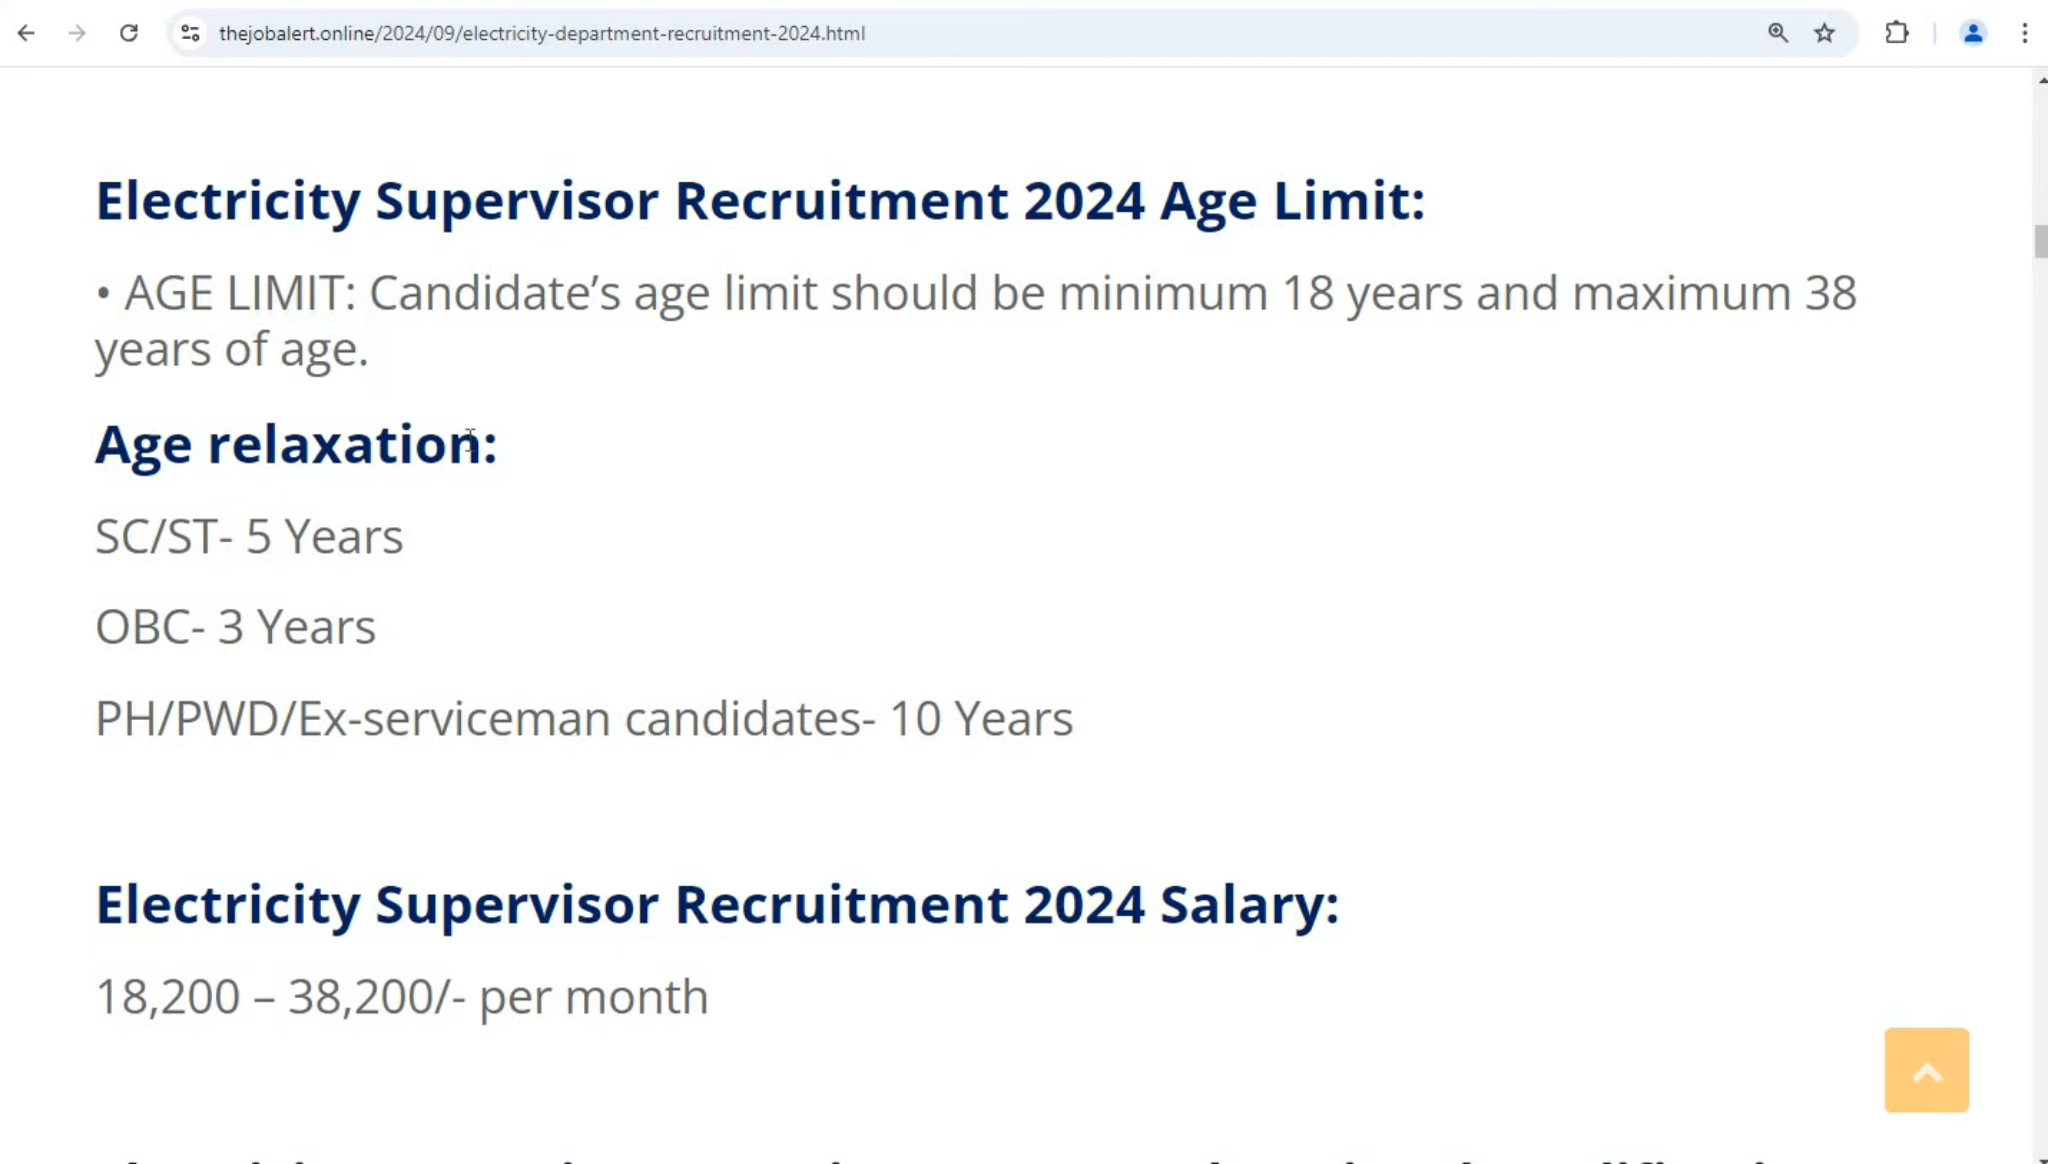 thejobalert.online/2024/09/electricity-department-recruitment-2024.html
Electricity Supervisor Recruitment 2024 Age Limit:
• AGE LIMIT: Candidate’s age limit should be minimum 18 years and maximum 38
years of age.
Age relaxation:
SC/ST- 5 Years
OBC- 3 Years
PH/PWD/Ex-serviceman candidates- 10 Years
Electricity Supervisor Recruitment 2024 Salary:
18,200 – 38,200/- per month